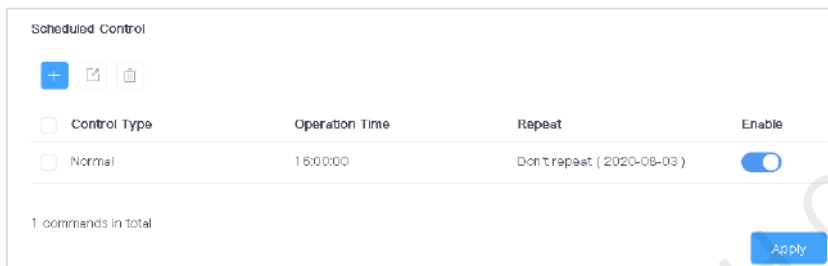 Scheduled Control
Control Type Operation Time Repeat Enable
Normal 16:00:00 Don't repeat ( 2020-08-03 )
1 commands in total
Apply